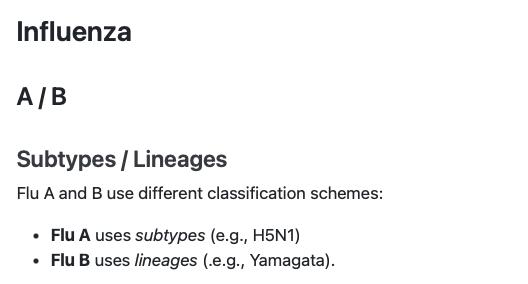 Influenza
A / B
Subtypes / Lineages
Flu A and B use different classification schemes:
• Flu A uses subtypes (e.g., H5N1)
• Flu B uses lineages (.e.g., Yamagata).